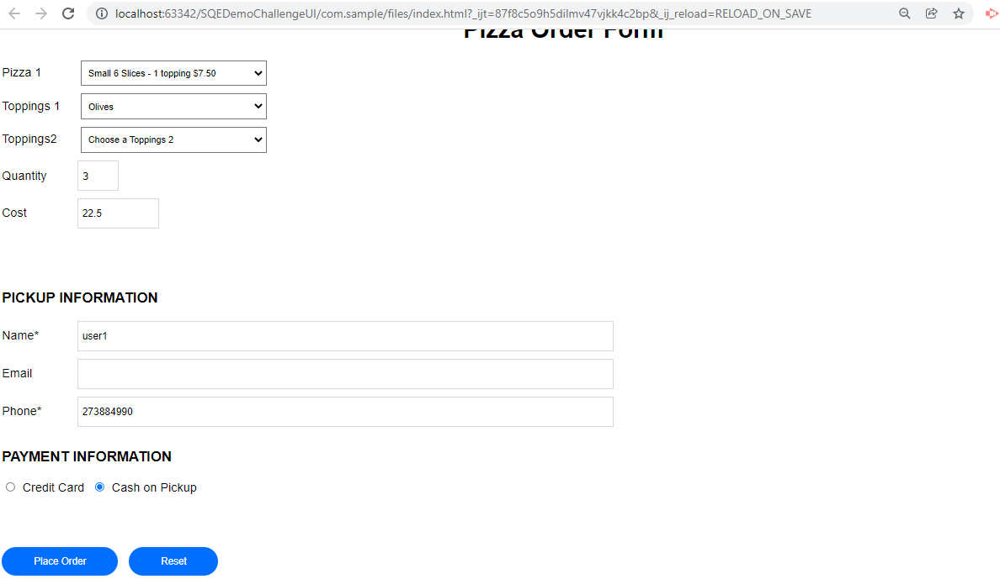 localhost:63342/SQEDemoChallengeUI/com.sample/files/index.html?_ijt=87f8c5o9h5dilmv47vjkk4c2bp&_ij_reload=RELOAD_ON_SAVE
Pizza Order Form
Pizza 1 Small 6 Slices - 1 topping $7.50
Toppings 1 Olives
Toppings2 Choose a Toppings 2
Quantity 3
Cost 22.5
PICKUP INFORMATION
Name* user1
Email
Phone* 273884990
PAYMENT INFORMATION
Credit Card Cash on Pickup
Place Order Reset